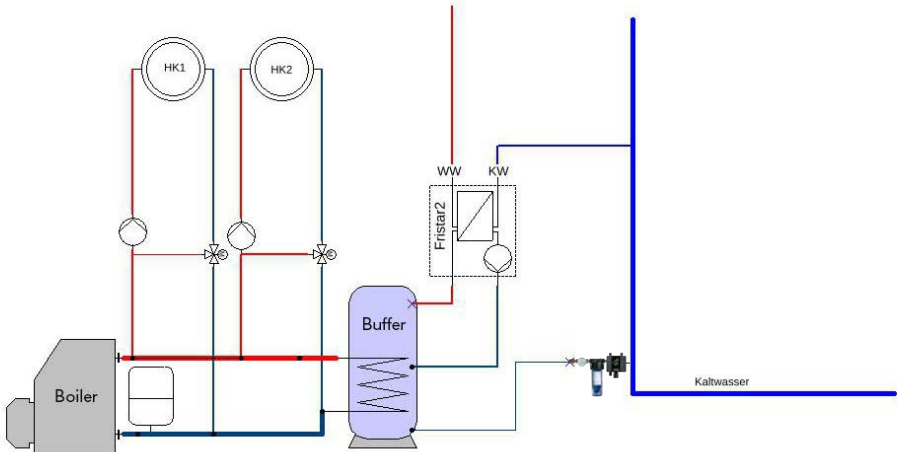 HK1
HK2
WW
KW
Fristar2
Buffer
Boiler
Kaltwasser